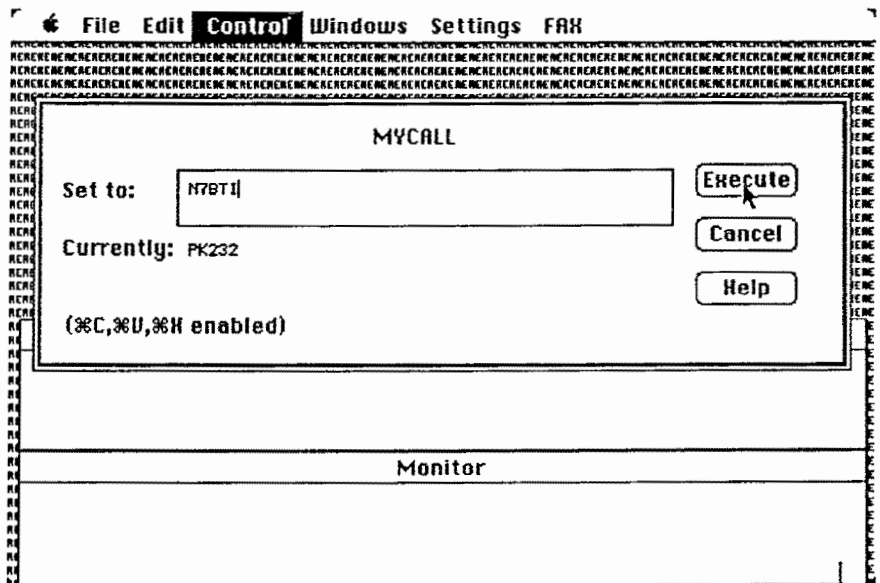 File Edit Control Windows Settings FAX
MYCALL
Set to: N7BTI
Execute
Currently: PK232
Cancel
Help
(⌘C,⌘V,⌘X enabled)
Monitor